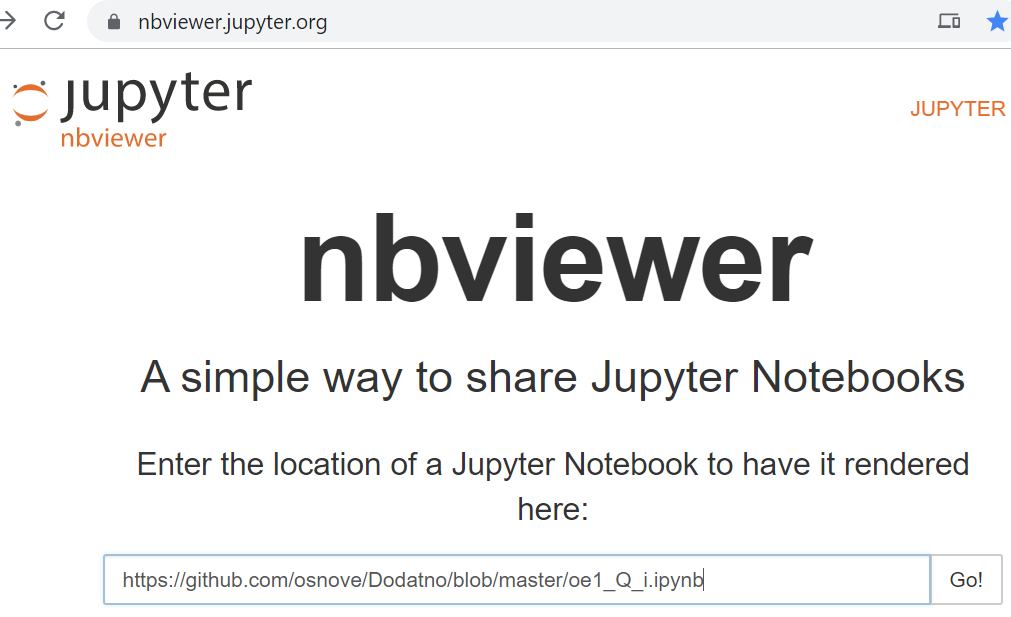 nbviewer.jupyter.org
jupyter
nbviewer
JUPYTER
nbviewer
A simple way to share Jupyter Notebooks
Enter the location of a Jupyter Notebook to have it rendered
here:
https://github.com/osnove/Dodatno/blob/master/oe1_Q_i.ipynb
Go!